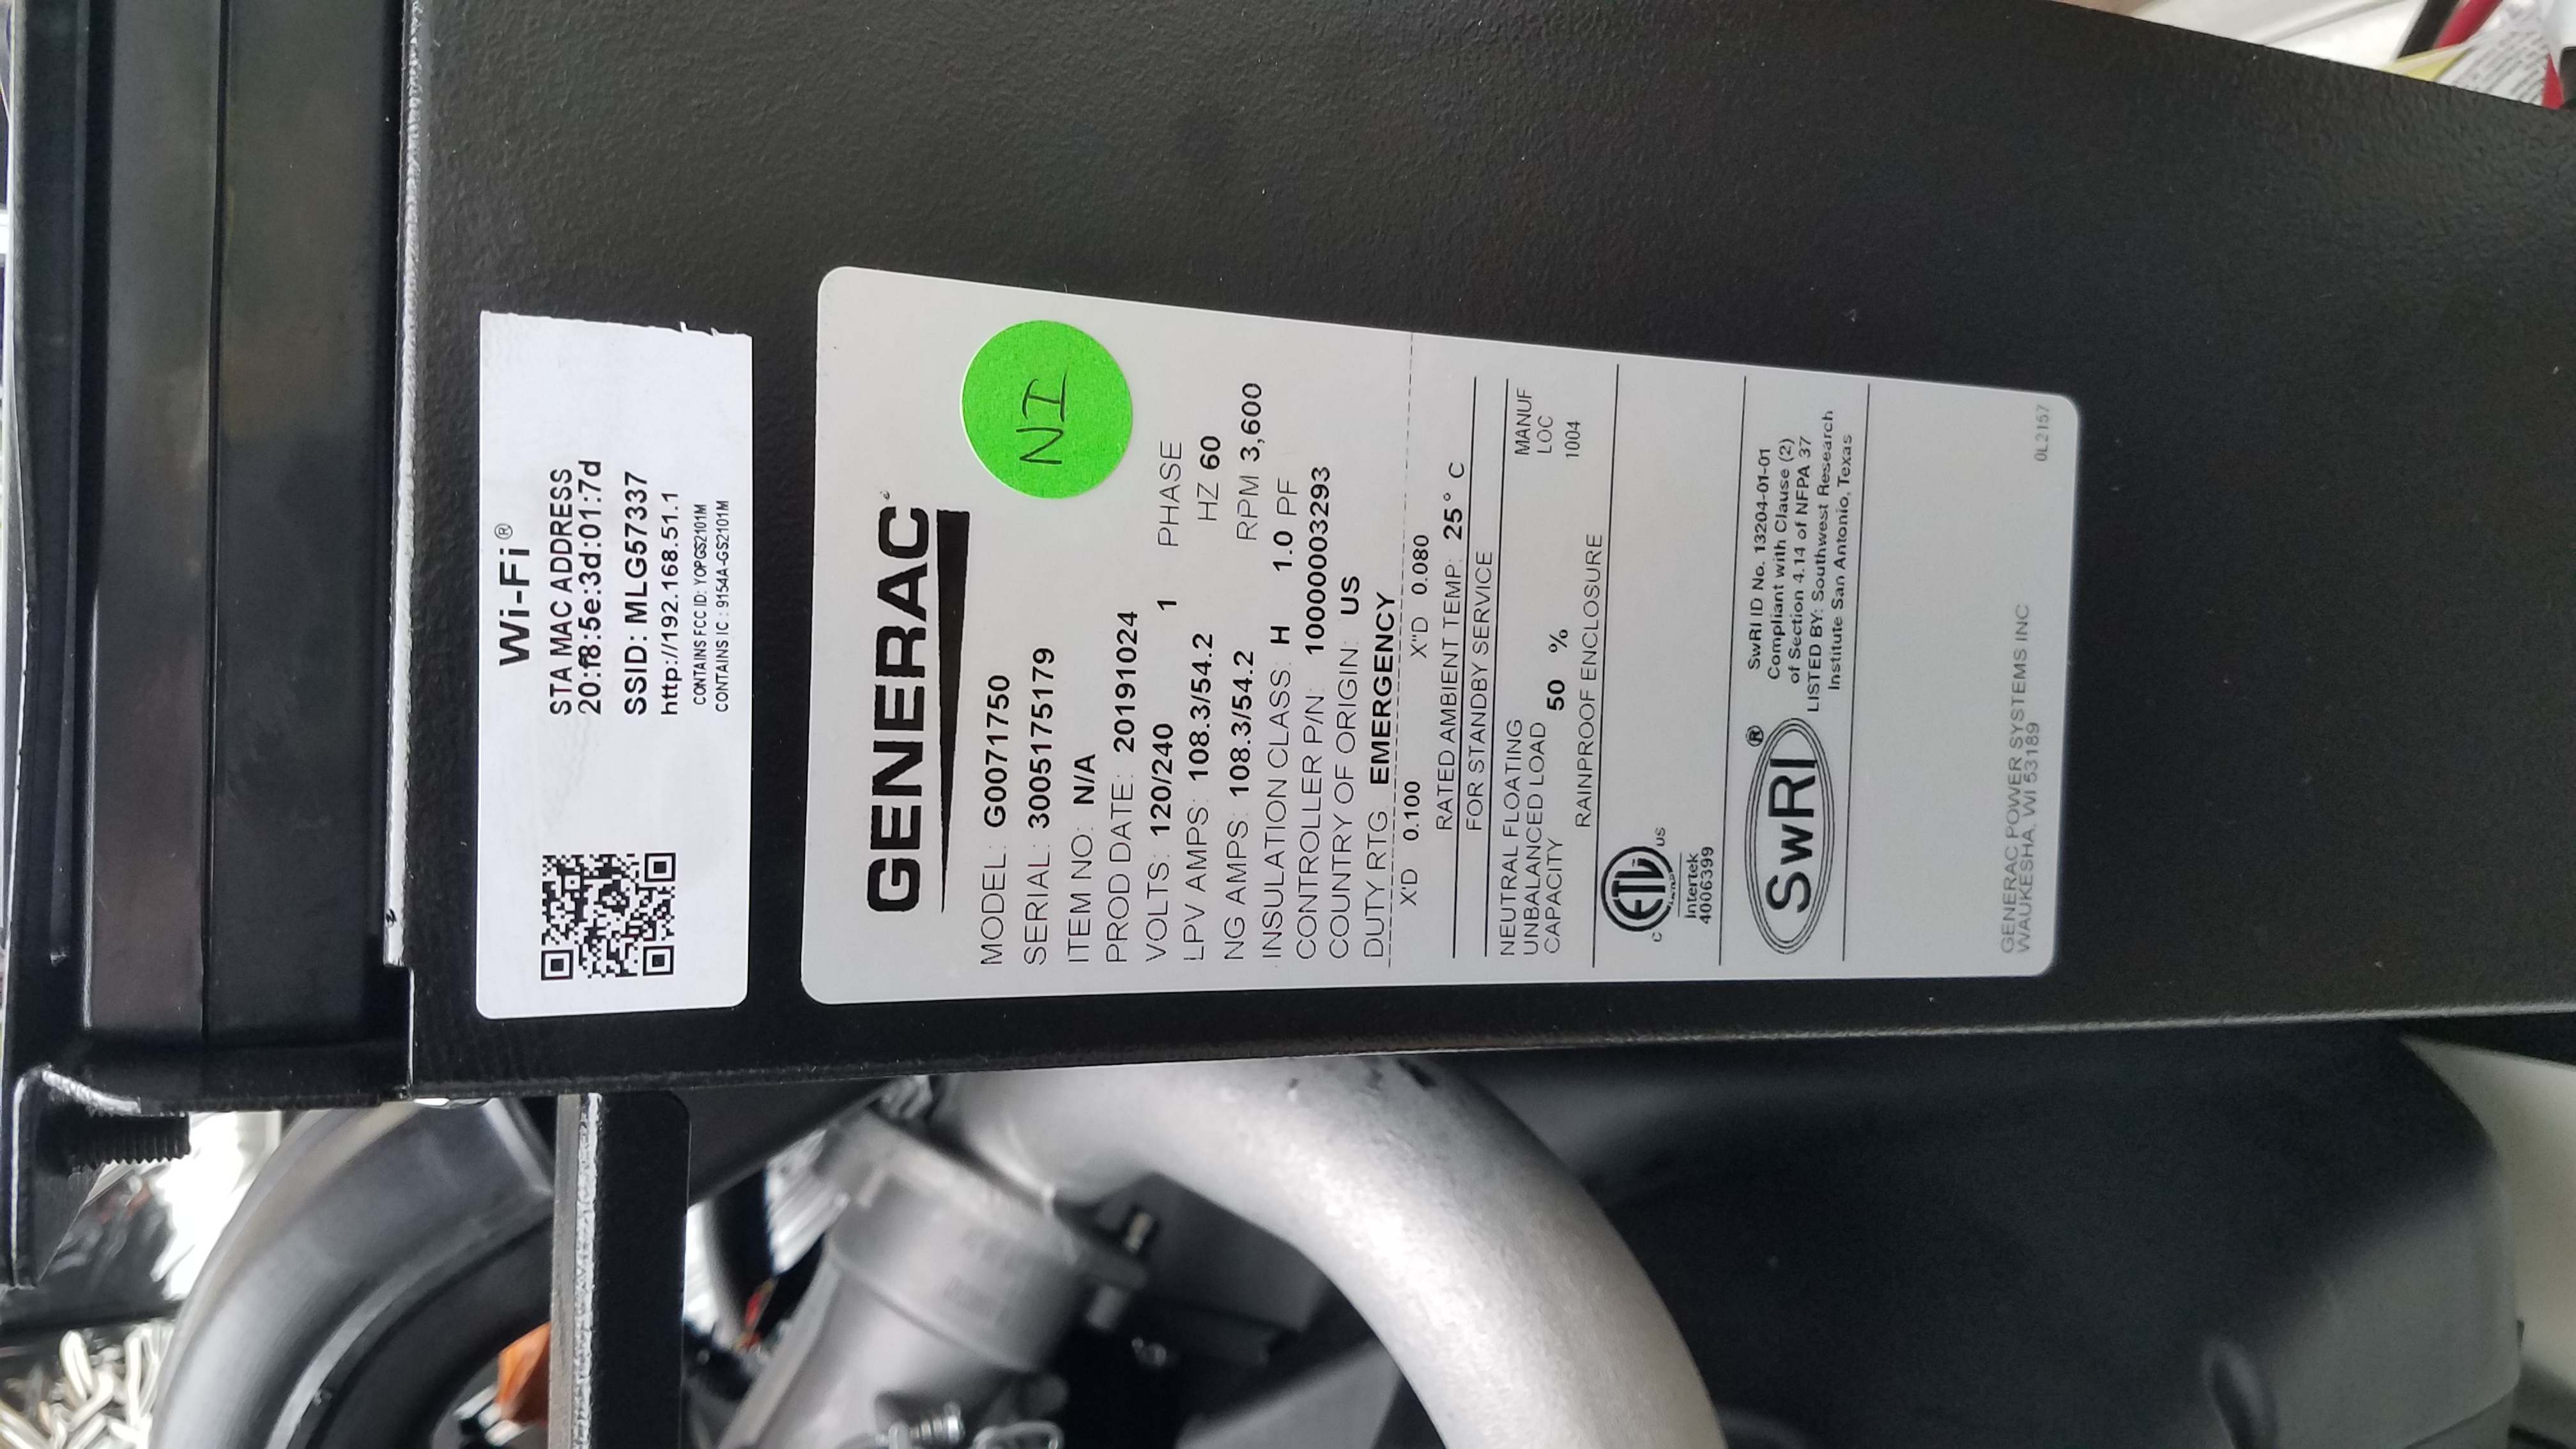 Wi-Fi®
STA MAC ADDRESS
20:f8:5e:3d:01:7d
SSID: MLG57337
http://192.168.51.1
CONTAINS FCC ID: YOPGS2101M
CONTAINS IC : 9154A-GS2101M
GENERAC
NI
MODEL: G0071750
SERIAL: 3005175179
ITEM NO: N/A
PROD DATE: 20191024
VOLTS: 120/240 1 PHASE
LPV AMPS: 108.3/54.2 HZ 60
NG AMPS: 108.3/54.2 RPM 3,600
INSULATION CLASS: H 1.0 PF
CONTROLLER P/N: 10000003293
COUNTRY OF ORIGIN: US
DUTY RTG EMERGENCY
X'D 0.100 X"D 0.080
RATED AMBIENT TEMP: 25° C
FOR STANDBY SERVICE
NEUTRAL FLOATING
UNBALANCED LOAD
CAPACITY 50 %
MANUF
LOC
1004
RAINPROOF ENCLOSURE
C ETL US
Intertek
4006399
SwRI®
SwRI ID No. 13204-01-01
Compliant with Clause (2)
of Section 4.14 of NFPA 37
LISTED BY: Southwest Research
Institute San Antonio, Texas
GENERAC POWER SYSTEMS INC
WAUKESHA, WI 53189
0L2157